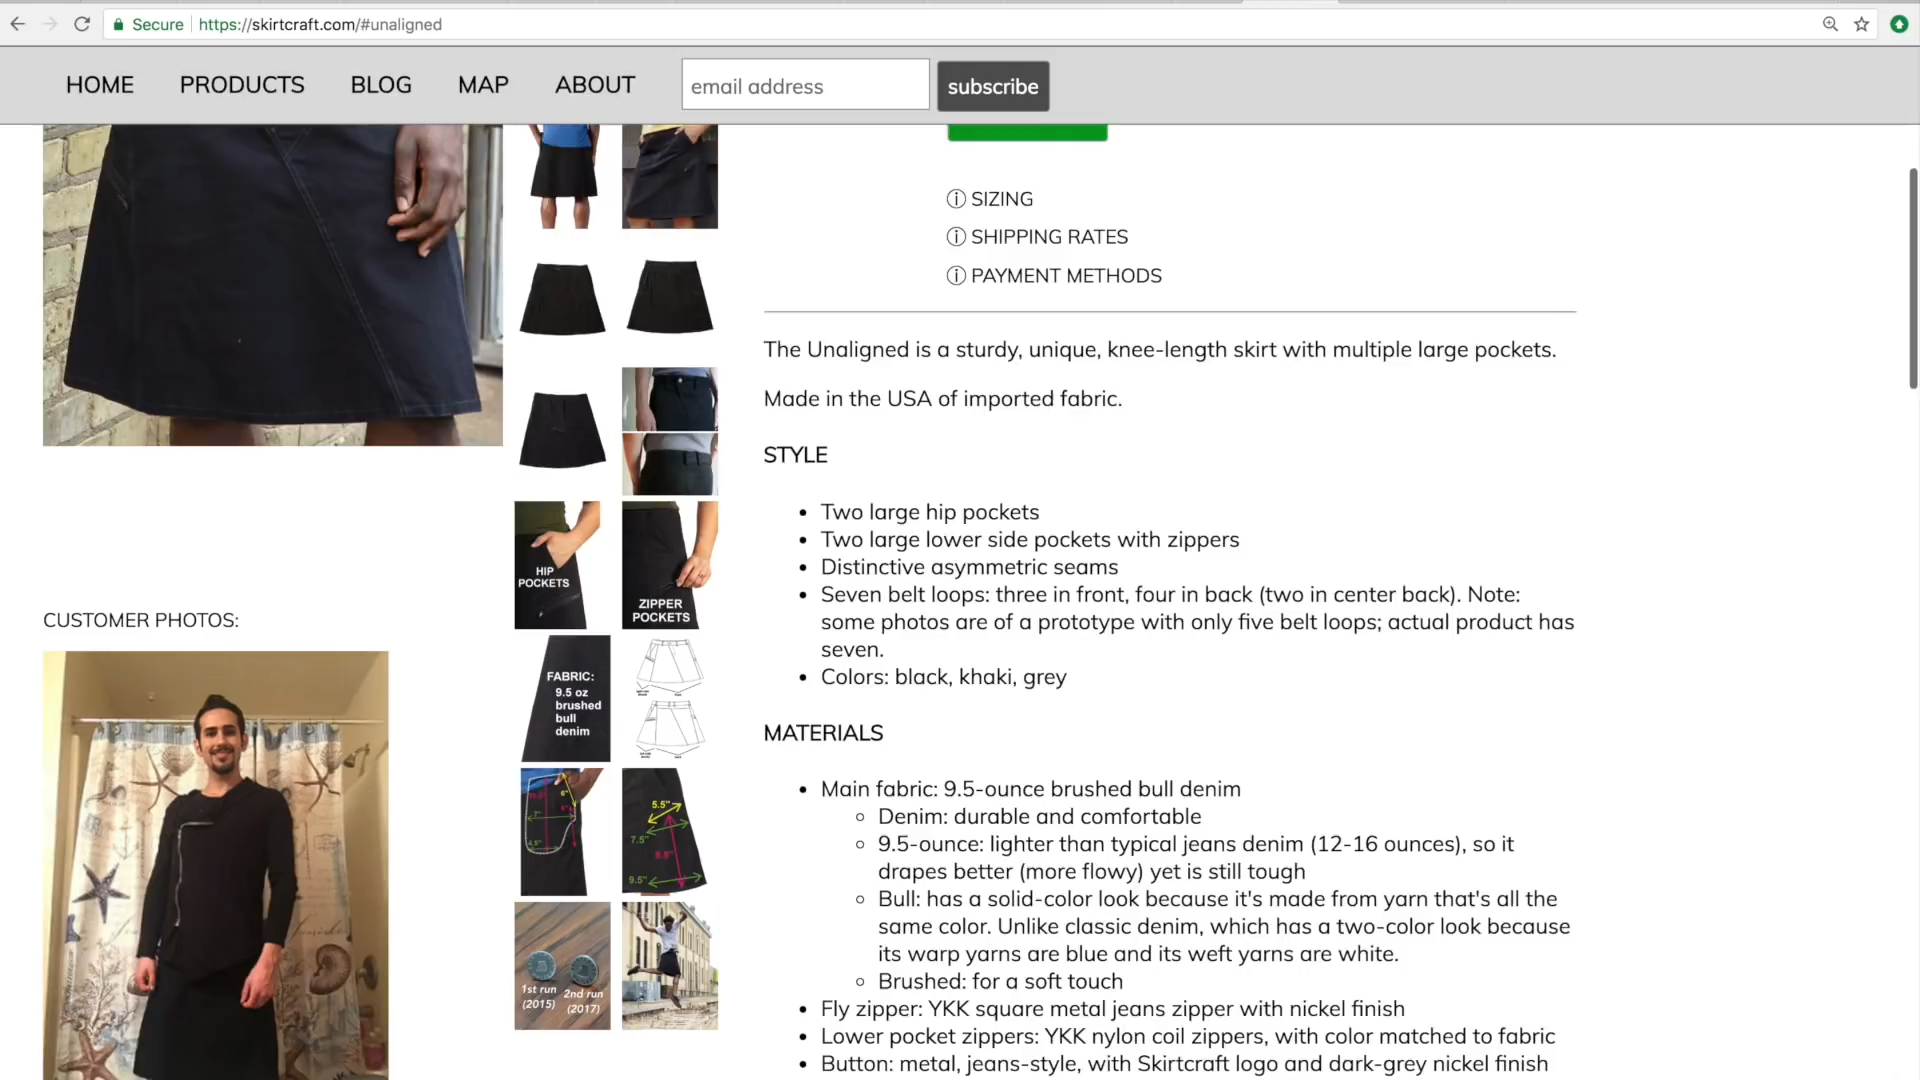 Secure
https://skirtcraft.com/#unaligned
HOME
PRODUCTS
BLOG
MAP
ABOUT
email address
subscribe
ⓘ SIZING
ⓘ SHIPPING RATES
ⓘ PAYMENT METHODS
The Unaligned is a sturdy, unique, knee-length skirt with multiple large pockets.
Made in the USA of imported fabric.
STYLE
• Two large hip pockets
• Two large lower side pockets with zippers
• Distinctive asymmetric seams
• Seven belt loops: three in front, four in back (two in center back). Note:
some photos are of a prototype with only five belt loops; actual product has
seven.
• Colors: black, khaki, grey
MATERIALS
• Main fabric: 9.5-ounce brushed bull denim
◦ Denim: durable and comfortable
◦ 9.5-ounce: lighter than typical jeans denim (12-16 ounces), so it
drapes better (more flowy) yet is still tough
◦ Bull: has a solid-color look because it's made from yarn that's all the
same color. Unlike classic denim, which has a two-color look because
its warp yarns are blue and its weft yarns are white.
◦ Brushed: for a soft touch
• Fly zipper: YKK square metal jeans zipper with nickel finish
• Lower pocket zippers: YKK nylon coil zippers, with color matched to fabric
• Button: metal, jeans-style, with Skirtcraft logo and dark-grey nickel finish
HIP
POCKETS
ZIPPER
POCKETS
FABRIC:
9.5 oz
brushed
bull
denim
6"
7"
5.5"
7.5"
9.5"
1st run
(2015)
2nd run
(2017)
CUSTOMER PHOTOS: